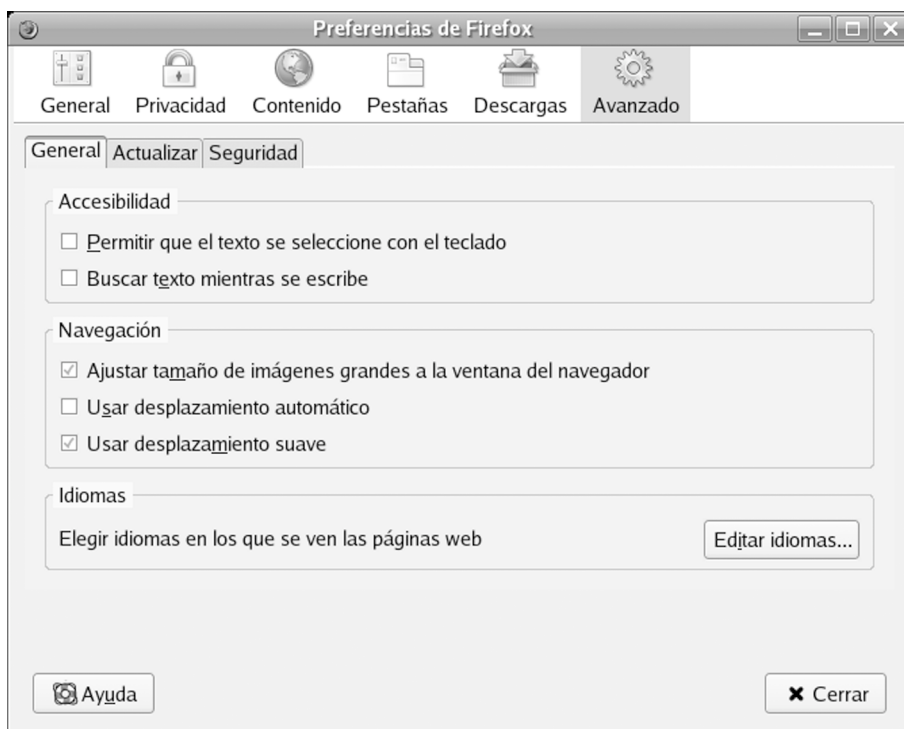 Preferencias de Firefox
General Privacidad Contenido Pestañas Descargas Avanzado
General Actualizar Seguridad
Accesibilidad
Permitir que el texto se seleccione con el teclado
Buscar texto mientras se escribe
Navegación
Ajustar tamaño de imágenes grandes a la ventana del navegador
Usar desplazamiento automático
Usar desplazamiento suave
Idiomas
Elegir idiomas en los que se ven las páginas web Editar idiomas...
Ayuda Cerrar